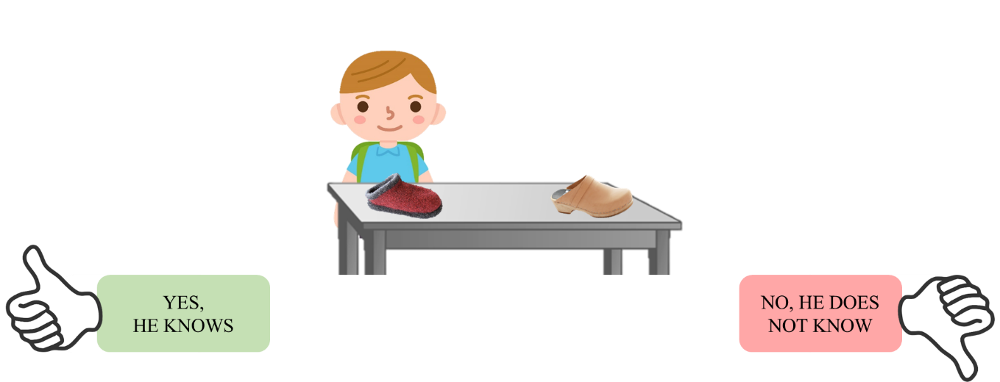 YES,
HE KNOWS
NO, HE DOES
NOT KNOW